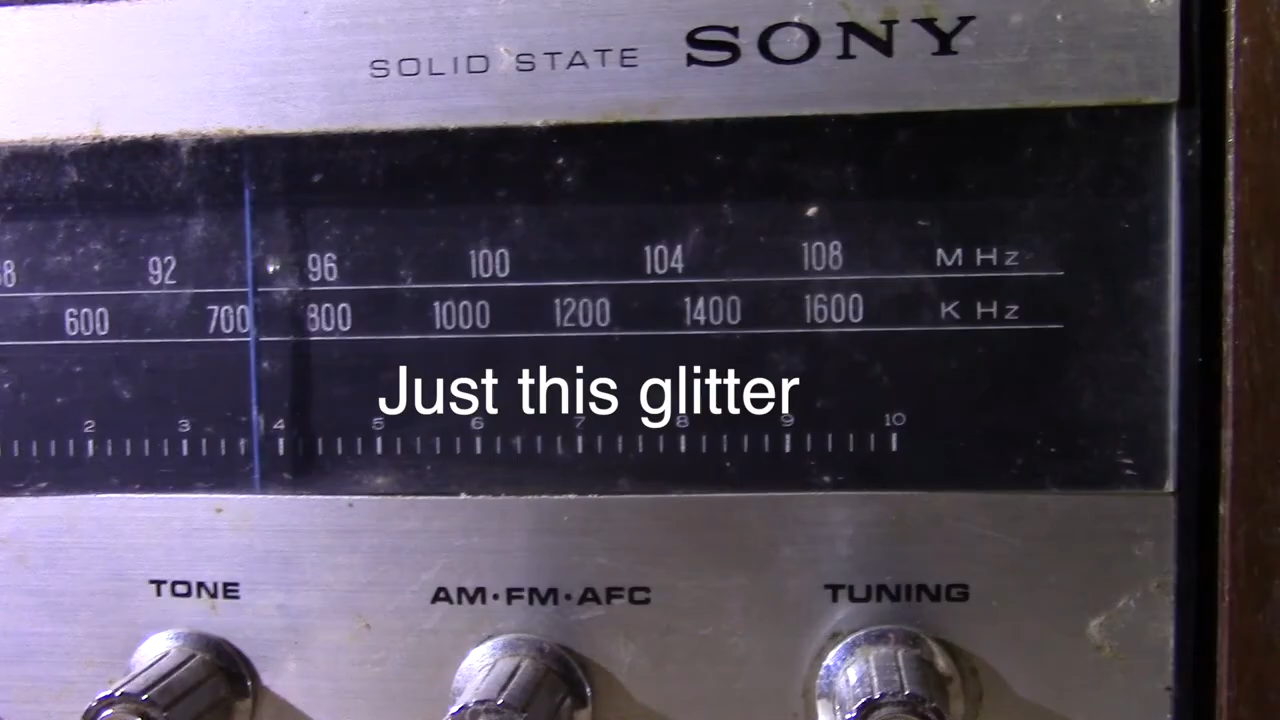 SOLID STATE SONY
88 92 96 100 104 108 MHz
600 700 800 1000 1200 1400 1600 KHz
Just this glitter
2 3 4 5 6 7 8 9 10
TONE AM·FM·AFC TUNING